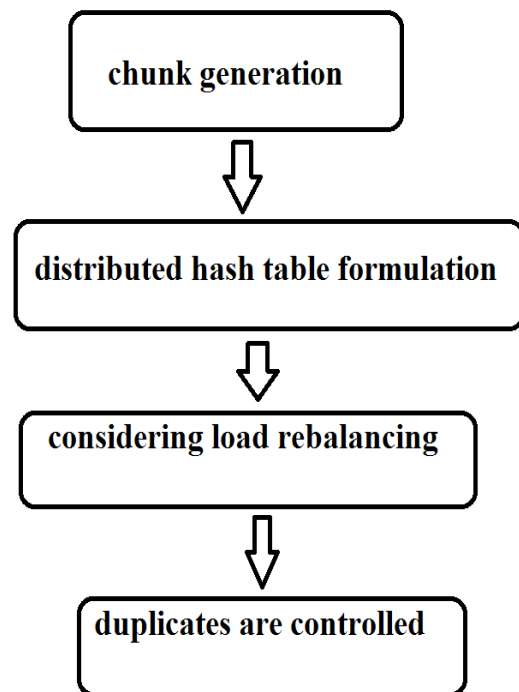 chunk generation
distributed hash table formulation
considering load rebalancing
duplicates are controlled